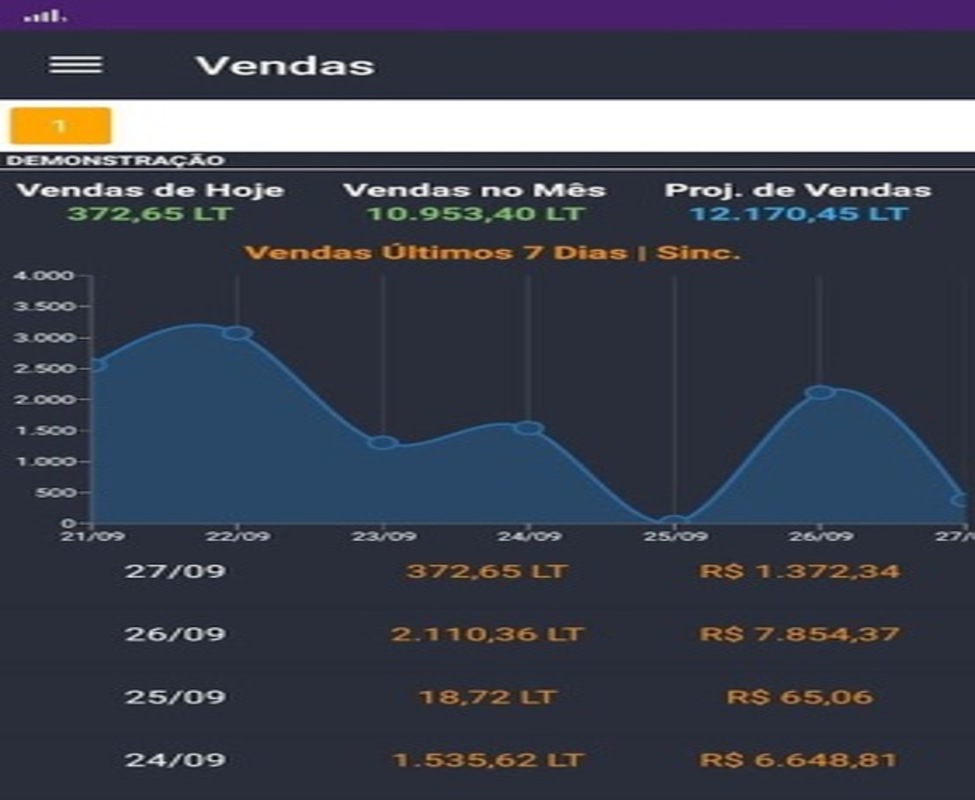 Vendas
1
DEMONSTRAÇÃO
Vendas de Hoje Vendas no Mês Proj. de Vendas
372,65 LT 10.953,40 LT 12.170,45 LT
Vendas Últimos 7 Dias | Sinc.
4.000
3.500
3.000
2.500
2.000
1.500
1.000
500
0
21/09 22/09 23/09 24/09 25/09 26/09 27/
27/09 372,65 LT R$ 1.372,34
26/09 2.110,36 LT R$ 7.854,37
25/09 18,72 LT R$ 65,06
24/09 1.535,62 LT R$ 6.648,81